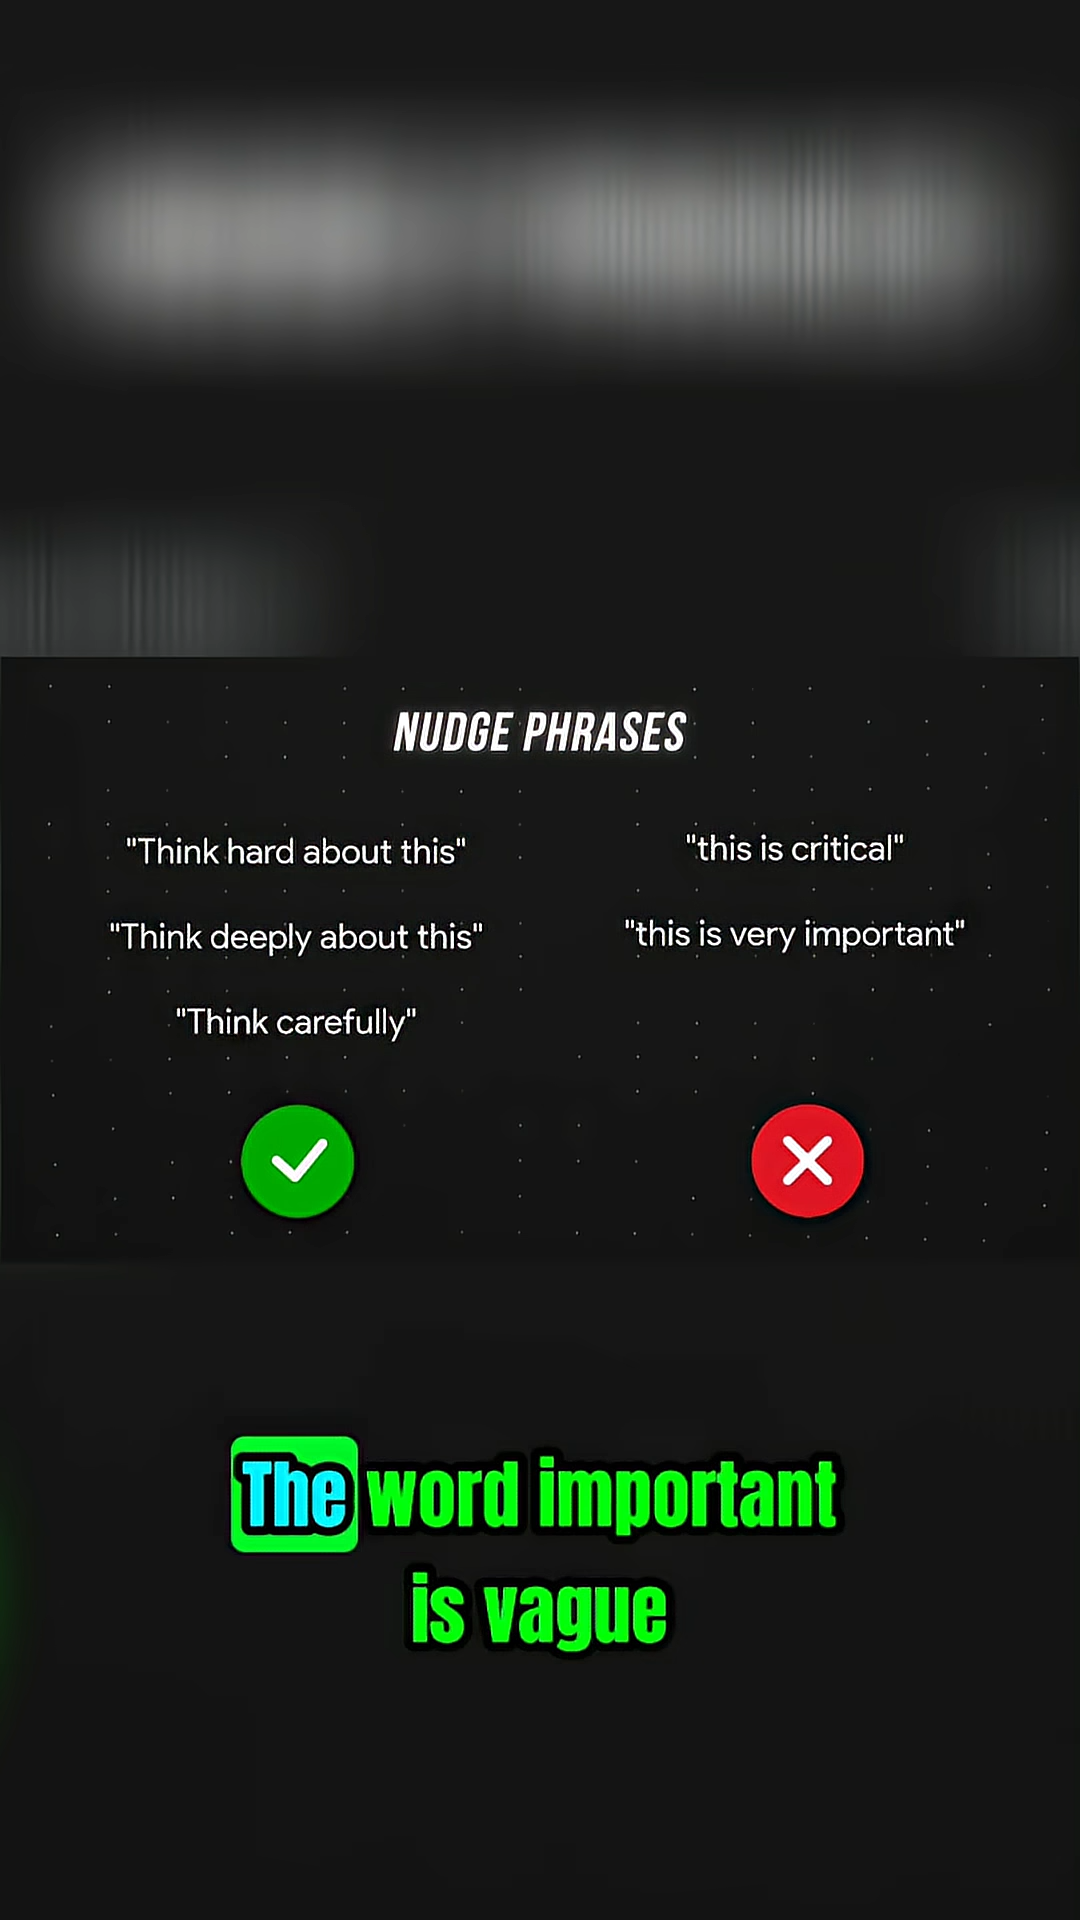 NUDGE PHRASES
"Think hard about this"
"Think deeply about this"
"Think carefully"
"this is critical"
"this is very important"
The word important
is vague